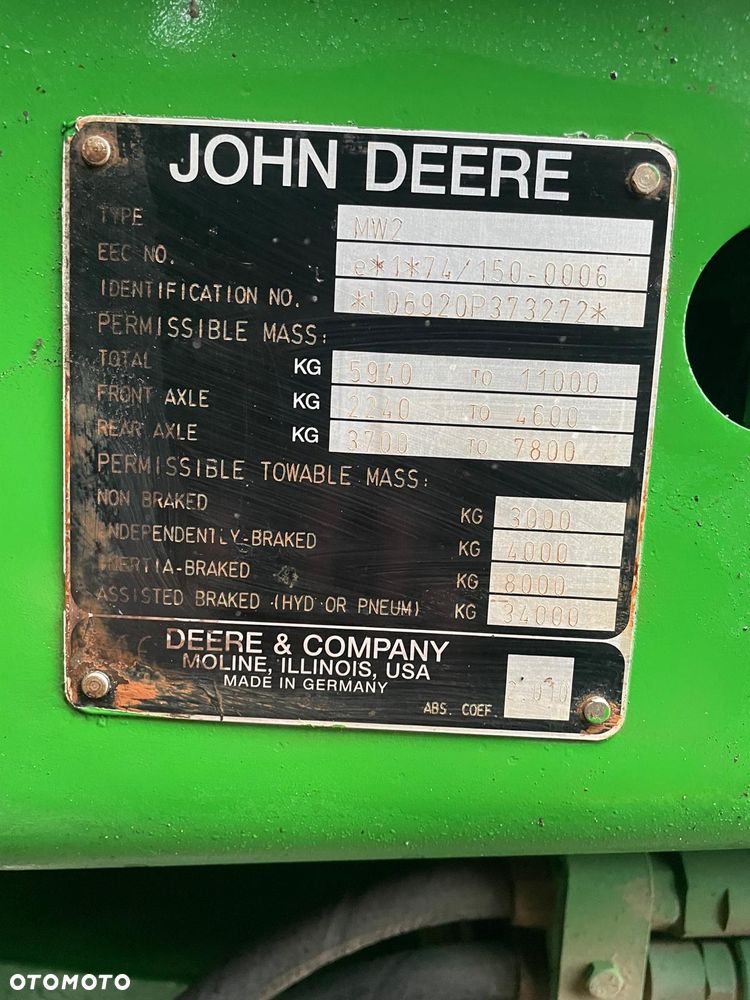 JOHN DEERE
TYPE MW2
EEC NO. e*1*74/150-0006
IDENTIFICATION NO. *L06920P373272*
PERMISSIBLE MASS:
TOTAL KG 5940 TO 11000
FRONT AXLE KG 2240 TO 4600
REAR AXLE KG 3700 TO 7800
PERMISSIBLE TOWABLE MASS:
NON BRAKED KG 3000
INDEPENDENTLY-BRAKED KG 4000
INERTIA-BRAKED KG 8000
ASSISTED BRAKED (HYD OR PNEUM) KG 34000
DEERE & COMPANY
MOLINE, ILLINOIS, USA
MADE IN GERMANY
ABS. COEF.
OTOMOTO